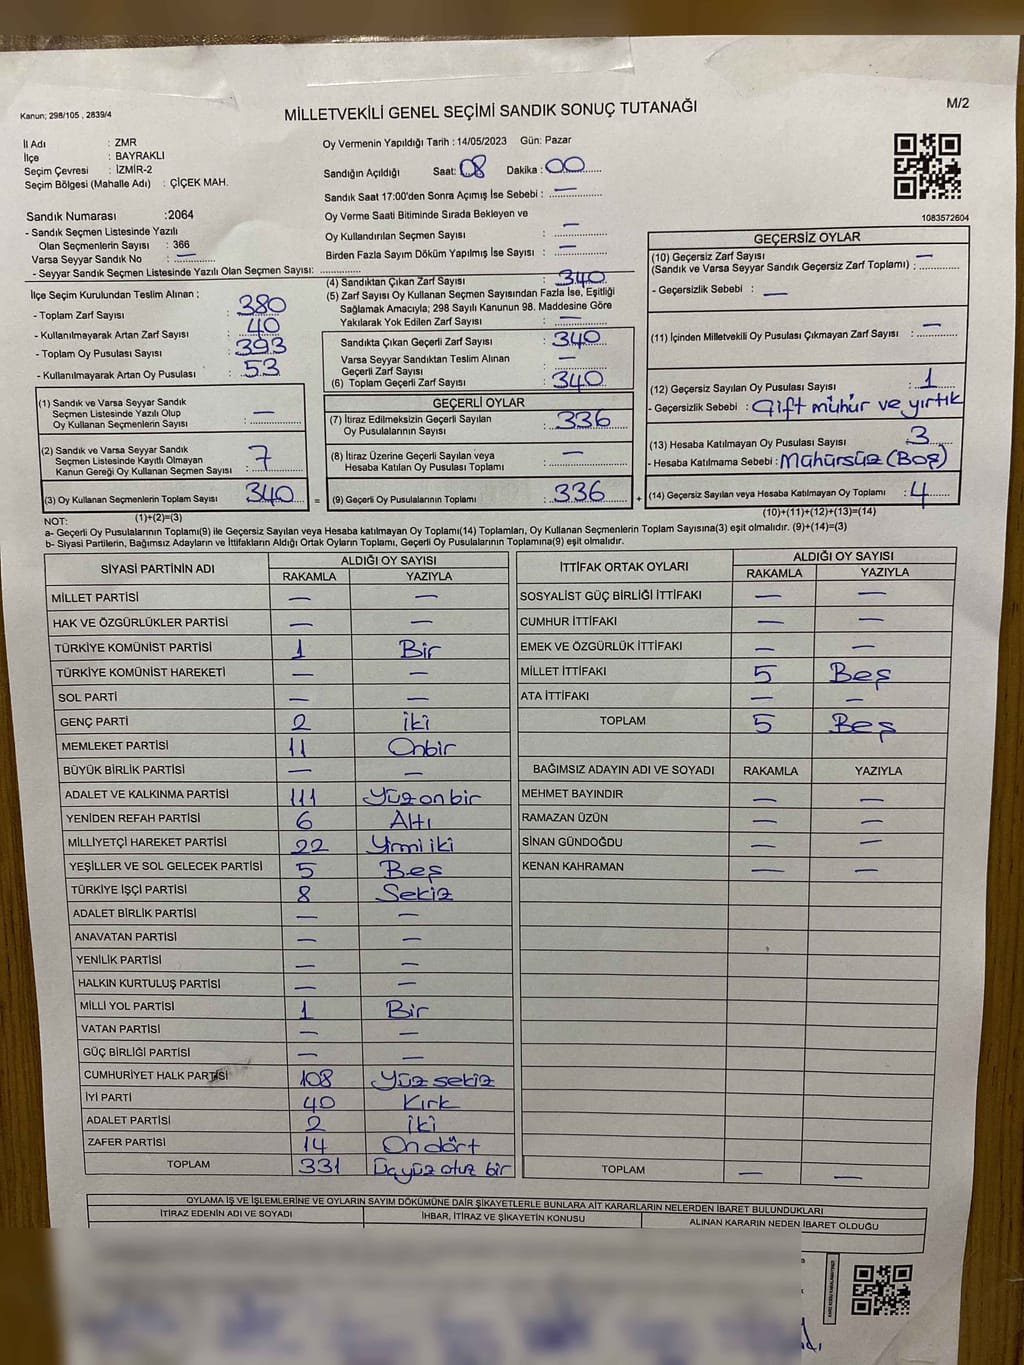 Kanun; 298/105 , 2839/4
MİLLETVEKİLİ GENEL SEÇİMİ SANDIK SONUÇ TUTANAĞI
M/2
İl Adı : ZMR
İlçe : BAYRAKLI
Seçim Çevresi : İZMİR-2
Seçim Bölgesi (Mahalle Adı) : ÇİÇEK MAH.
Sandık Numarası :2064
- Sandık Seçmen Listesinde Yazılı
Olan Seçmenlerin Sayısı : 366
Varsa Seyyar Sandık No : —
- Seyyar Sandık Seçmen Listesinde Yazılı Olan Seçmen Sayısı: ..............
Oy Vermenin Yapıldığı Tarih : 14/05/2023 Gün: Pazar
Sandığın Açıldığı Saat: 08 Dakika : 00
Sandık Saat 17:00'den Sonra Açımış İse Sebebi : —
Oy Verme Saati Bitiminde Sırada Bekleyen ve
Oy Kullandırılan Seçmen Sayısı : —
Birden Fazla Sayım Döküm Yapılmış İse Sayısı : —
1083572604
İlçe Seçim Kurulundan Teslim Alınan ;
- Toplam Zarf Sayısı : 380
- Kullanılmayarak Artan Zarf Sayısı : 40
- Toplam Oy Pusulası Sayısı : 393
- Kullanılmayarak Artan Oy Pusulası : 53
(4) Sandıktan Çıkan Zarf Sayısı : 340
(5) Zarf Sayısı Oy Kullanan Seçmen Sayısından Fazla İse, Eşitliği
Sağlamak Amacıyla; 298 Sayılı Kanunun 98. Maddesine Göre
Yakılarak Yok Edilen Zarf Sayısı : —
Sandıkta Çıkan Geçerli Zarf Sayısı : 340
Varsa Seyyar Sandıktan Teslim Alınan
Geçerli Zarf Sayısı : —
(6) Toplam Geçerli Zarf Sayısı : 340
GEÇERSİZ OYLAR
(10) Geçersiz Zarf Sayısı
(Sandık ve Varsa Seyyar Sandık Geçersiz Zarf Toplamı) : —
- Geçersizlik Sebebi : —
(11) İçinden Milletvekili Oy Pusulası Çıkmayan Zarf Sayısı : —
(12) Geçersiz Sayılan Oy Pusulası Sayısı : 1
- Geçersizlik Sebebi : Çift mühür ve yırtık
(13) Hesaba Katılmayan Oy Pusulası Sayısı : 3
- Hesaba Katılmama Sebebi : Mühürsüz (Boş)
(14) Geçersiz Sayılan veya Hesaba Katılmayan Oy Toplamı : 4
(10)+(11)+(12)+(13)=(14)
(1) Sandık ve Varsa Seyyar Sandık
Seçmen Listesinde Yazılı Olup
Oy Kullanan Seçmenlerin Sayısı : —
(2) Sandık ve Varsa Seyyar Sandık
Seçmen Listesinde Kayıtlı Olmayan
Kanun Gereği Oy Kullanan Seçmen Sayısı : 7
(3) Oy Kullanan Seçmenlerin Toplam Sayısı : 340 =
(1)+(2)=(3)
GEÇERLİ OYLAR
(7) İtiraz Edilmeksizin Geçerli Sayılan
Oy Pusulalarının Sayısı : 336
(8) İtiraz Üzerine Geçerli Sayılan veya
Hesaba Katılan Oy Pusulası Toplamı : —
(9) Geçerli Oy Pusulalarının Toplamı : 336 +
NOT:
a- Geçerli Oy Pusulalarının Toplamı(9) ile Geçersiz Sayılan veya Hesaba katılmayan Oy Toplamı(14) Toplamları, Oy Kullanan Seçmenlerin Toplam Sayısına(3) eşit olmalıdır. (9)+(14)=(3)
b- Siyasi Partilerin, Bağımsız Adayların ve İttifakların Aldığı Ortak Oyların Toplamı, Geçerli Oy Pusulalarının Toplamına(9) eşit olmalıdır.
SİYASİ PARTİNİN ADI ALDIĞI OY SAYISI
RAKAMLA YAZIYLA
MİLLET PARTİSİ — —
HAK VE ÖZGÜRLÜKLER PARTİSİ — —
TÜRKİYE KOMÜNİST PARTİSİ 1 Bir
TÜRKİYE KOMÜNİST HAREKETİ — —
SOL PARTİ — —
GENÇ PARTİ 2 iki
MEMLEKET PARTİSİ 11 Onbir
BÜYÜK BİRLİK PARTİSİ — —
ADALET VE KALKINMA PARTİSİ 111 Yüz on bir
YENİDEN REFAH PARTİSİ 6 Altı
MİLLİYETÇİ HAREKET PARTİSİ 22 Yirmi iki
YEŞİLLER VE SOL GELECEK PARTİSİ 5 Beş
TÜRKİYE İŞÇİ PARTİSİ 8 Sekiz
ADALET BİRLİK PARTİSİ — —
ANAVATAN PARTİSİ — —
YENİLİK PARTİSİ — —
HALKIN KURTULUŞ PARTİSİ — —
MİLLİ YOL PARTİSİ 1 Bir
VATAN PARTİSİ — —
GÜÇ BİRLİĞİ PARTİSİ — —
CUMHURİYET HALK PARTİSİ 108 Yüz sekiz
İYİ PARTİ 40 Kırk
ADALET PARTİSİ 2 iki
ZAFER PARTİSİ 14 On dört
TOPLAM 331 Üçyüz otuz bir
İTTİFAK ORTAK OYLARI ALDIĞI OY SAYISI
RAKAMLA YAZIYLA
SOSYALİST GÜÇ BİRLİĞİ İTTİFAKI — —
CUMHUR İTTİFAKI — —
EMEK VE ÖZGÜRLÜK İTTİFAKI — —
MİLLET İTTİFAKI 5 Beş
ATA İTTİFAKI — —
TOPLAM 5 Beş
BAĞIMSIZ ADAYIN ADI VE SOYADI RAKAMLA YAZIYLA
MEHMET BAYINDIR — —
RAMAZAN ÜZÜN — —
SİNAN GÜNDOĞDU — —
KENAN KAHRAMAN — —
TOPLAM — —
OYLAMA İŞ VE İŞLEMLERİNE VE OYLARIN SAYIM DÖKÜMÜNE DAİR ŞİKAYETLERLE BUNLARA AİT KARARLARIN NELERDEN İBARET BULUNDUKLARI
İTİRAZ EDENİN ADI VE SOYADI İHBAR, İTİRAZ VE ŞİKAYETİN KONUSU ALINAN KARARIN NEDEN İBARET OLDUĞU